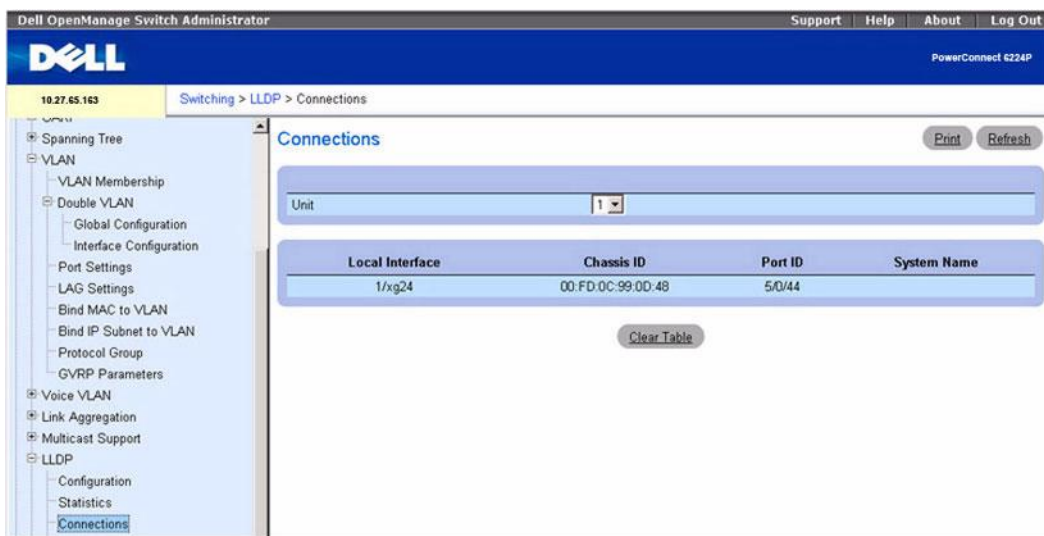 Dell OpenManage Switch Administrator
Support Help About Log Out
DELL
PowerConnect 6224P
10.27.65.163
Switching > LLDP > Connections
Spanning Tree
VLAN
VLAN Membership
Double VLAN
Global Configuration
Interface Configuration
Port Settings
LAG Settings
Bind MAC to VLAN
Bind IP Subnet to VLAN
Protocol Group
GVRP Parameters
Voice VLAN
Link Aggregation
Multicast Support
LLDP
Configuration
Statistics
Connections
Connections
Print Refresh
Unit 1
Local Interface Chassis ID Port ID System Name
1/xg24 00:FD:0C:99:0D:48 5/0/44
Clear Table